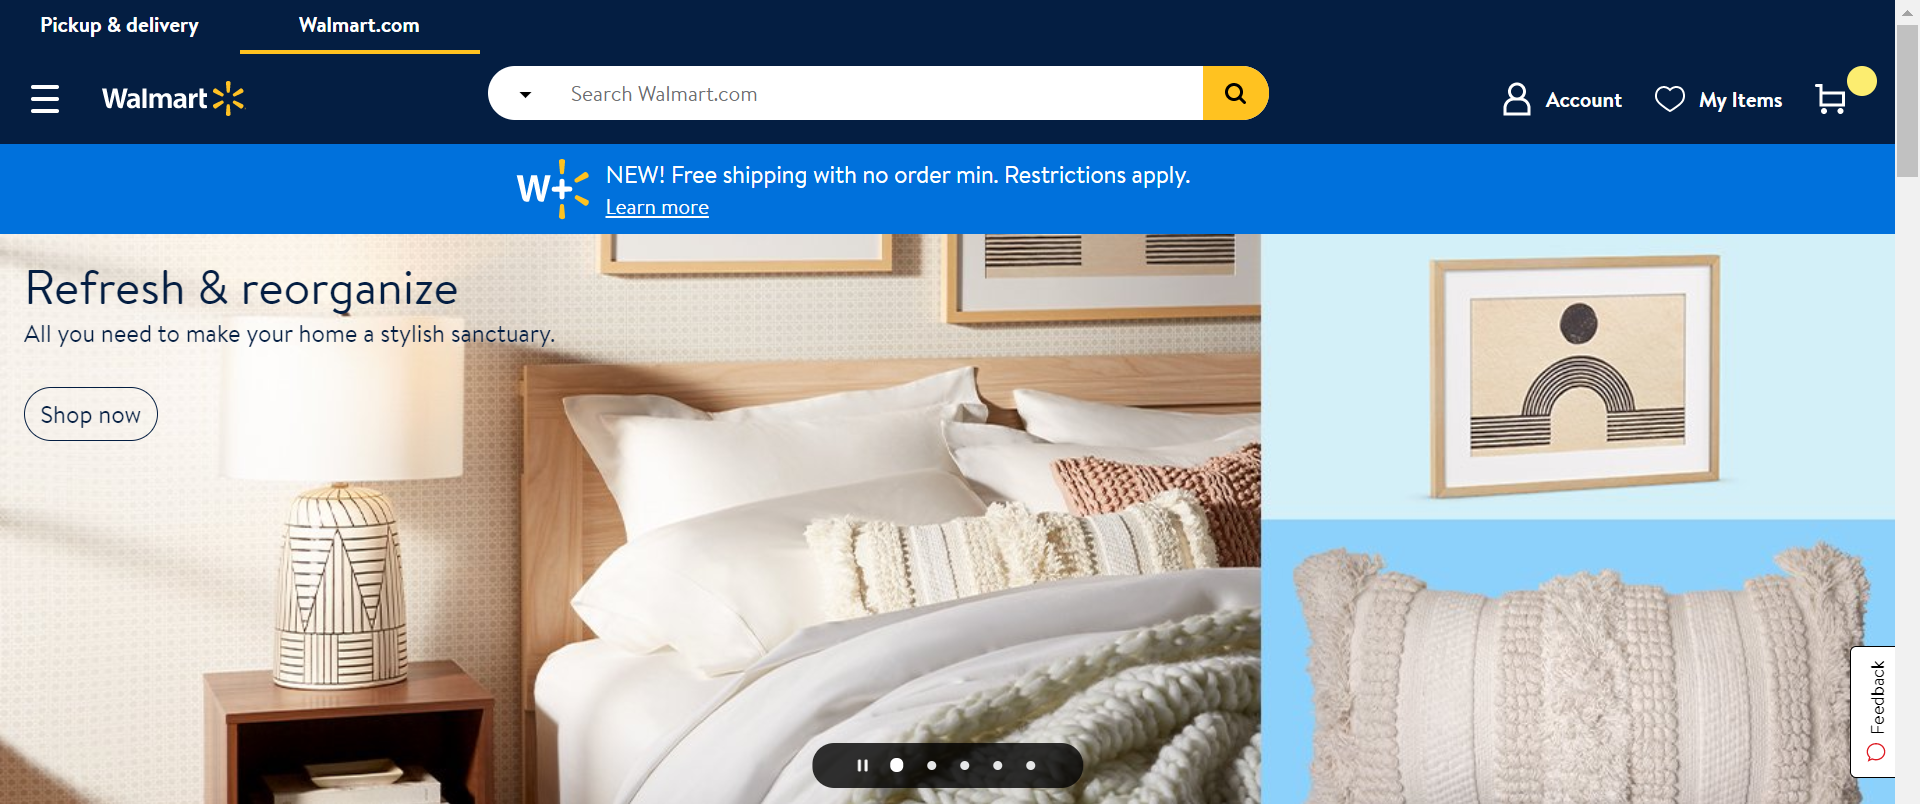 Pickup & delivery
Walmart.com
Walmart
Search Walmart.com
Account
My Items
W+
NEW! Free shipping with no order min. Restrictions apply.
Learn more
Refresh & reorganize
All you need to make your home a stylish sanctuary.
Shop now
Feedback